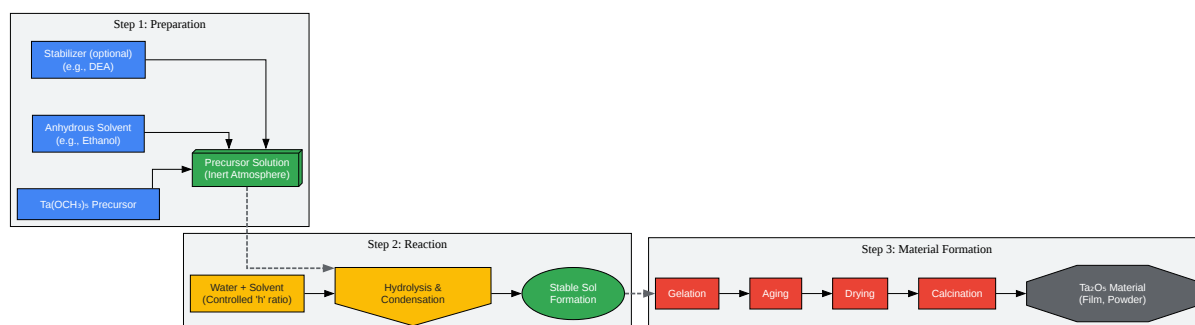 Step 1: Preparation
Stabilizer (optional)
(e.g., DEA)
Anhydrous Solvent
(e.g., Ethanol)
Precursor Solution
(Inert Atmosphere)
Ta(OCH₃)₅ Precursor
Step 2: Reaction
Water + Solvent
(Controlled 'h' ratio)
Hydrolysis &
Condensation
Stable Sol
Formation
Step 3: Material Formation
Gelation
Aging
Drying
Calcination
Ta₂O₅ Material
(Film, Powder)